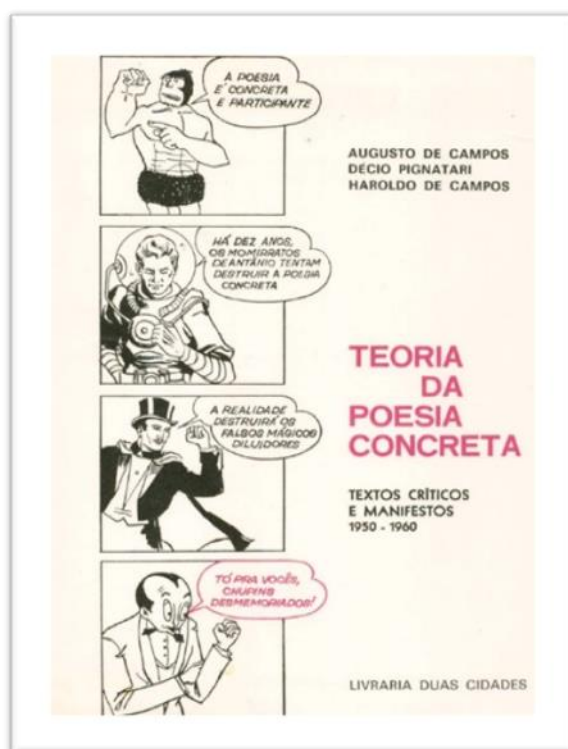 A POESIA
É CONCRETA
E PARTICIPANTE
HÁ DEZ ANOS,
OS MOMIRRATOS
DE ANTÂNIO TENTAM
DESTRUIR A POESIA
CONCRETA
A REALIDADE
DESTRUIRÁ OS
FALSOS MÁGICOS
DILUIDORES
TÓ PRA VOCÊS,
CHUPINS
DESMEMORIADOS!
AUGUSTO DE CAMPOS
DÉCIO PIGNATARI
HAROLDO DE CAMPOS
TEORIA
DA
POESIA
CONCRETA
TEXTOS CRÍTICOS
E MANIFESTOS
1950 - 1960
LIVRARIA DUAS CIDADES